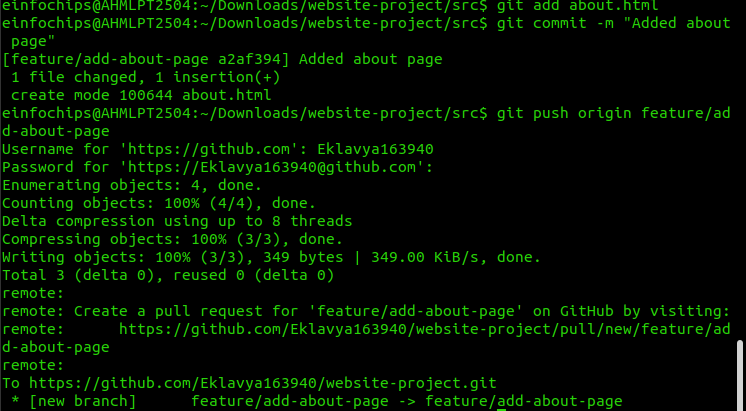 einfochips@AHMLPT2504:~/Downloads/website-project/src$ git add about.html
einfochips@AHMLPT2504:~/Downloads/website-project/src$ git commit -m "Added about
 page"
[feature/add-about-page a2af394] Added about page
 1 file changed, 1 insertion(+)
 create mode 100644 about.html
einfochips@AHMLPT2504:~/Downloads/website-project/src$ git push origin feature/ad
d-about-page
Username for 'https://github.com': Eklavya163940
Password for 'https://Eklavya163940@github.com':
Enumerating objects: 4, done.
Counting objects: 100% (4/4), done.
Delta compression using up to 8 threads
Compressing objects: 100% (3/3), done.
Writing objects: 100% (3/3), 349 bytes | 349.00 KiB/s, done.
Total 3 (delta 0), reused 0 (delta 0)
remote:
remote: Create a pull request for 'feature/add-about-page' on GitHub by visiting:
remote:      https://github.com/Eklavya163940/website-project/pull/new/feature/ad
d-about-page
remote:
To https://github.com/Eklavya163940/website-project.git
 * [new branch]      feature/add-about-page -> feature/add-about-page